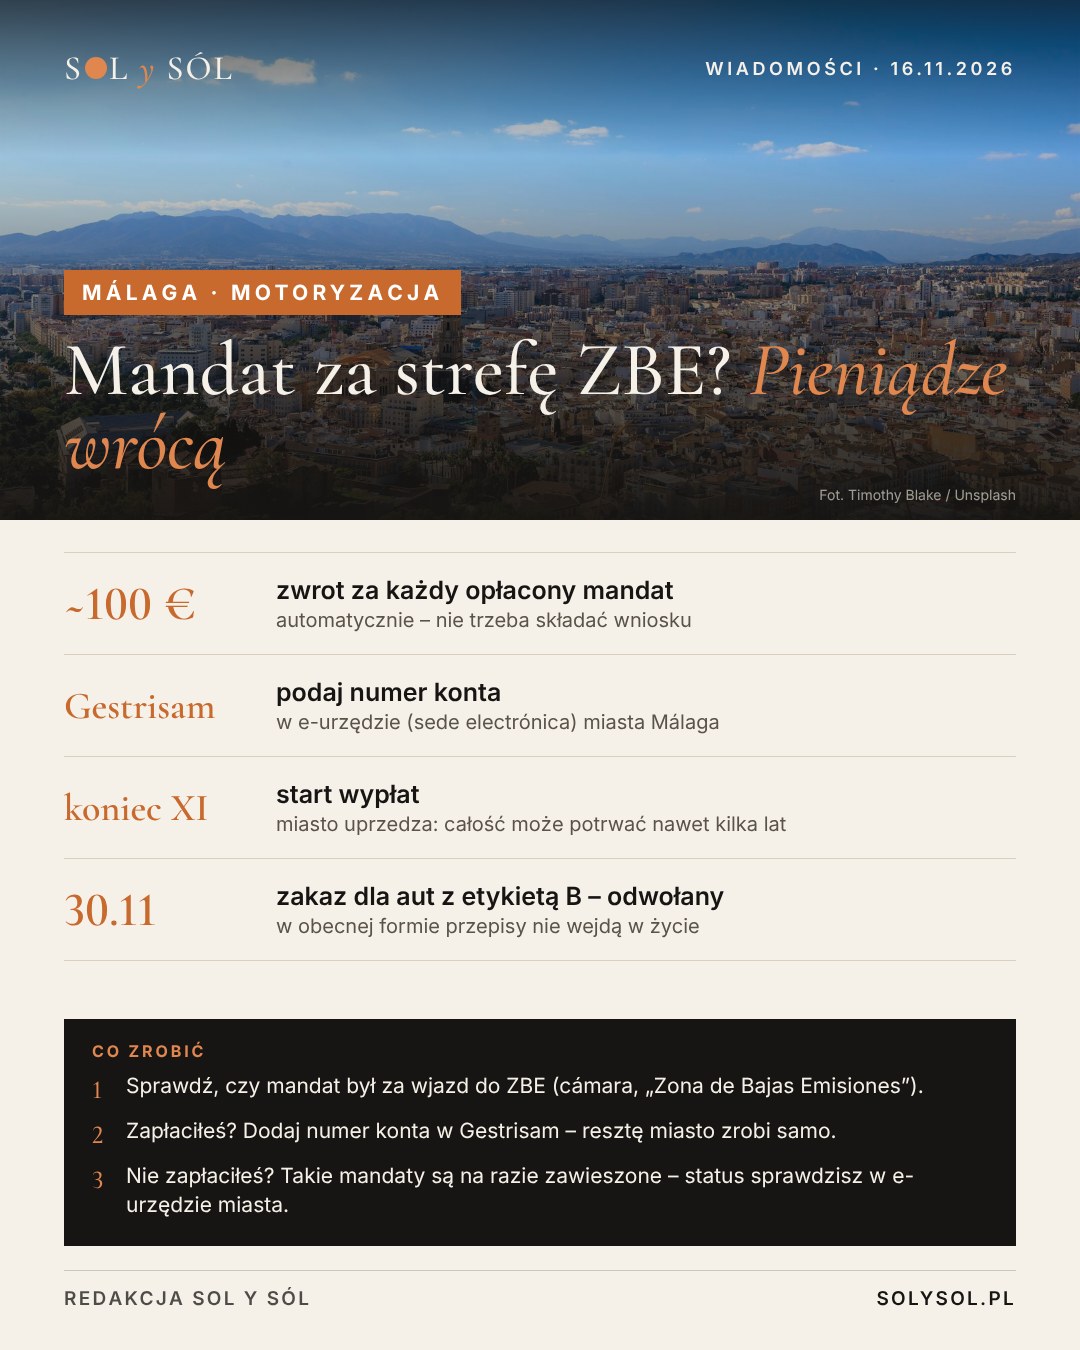 SOL y SÓL
WIADOMOŚCI · 16.11.2026
MÁLAGA · MOTORYZACJA
Mandat za strefę ZBE? Pieniądze
wrócą
Fot. Timothy Blake / Unsplash
~100 €
zwrot za każdy opłacony mandat
automatycznie – nie trzeba składać wniosku
Gestrisam
podaj numer konta
w e-urzędzie (sede electrónica) miasta Málaga
koniec XI
start wypłat
miasto uprzedza: całość może potrwać nawet kilka lat
30.11
zakaz dla aut z etykietą B – odwołany
w obecnej formie przepisy nie wejdą w życie
CO ZROBIĆ
1 Sprawdź, czy mandat był za wjazd do ZBE (cámara, „Zona de Bajas Emisiones”).
2 Zapłaciłeś? Dodaj numer konta w Gestrisam – resztę miasto zrobi samo.
3 Nie zapłaciłeś? Takie mandaty są na razie zawieszone – status sprawdzisz w e-
urzędzie miasta.
REDAKCJA SOL Y SÓL
SOLYSOL.PL